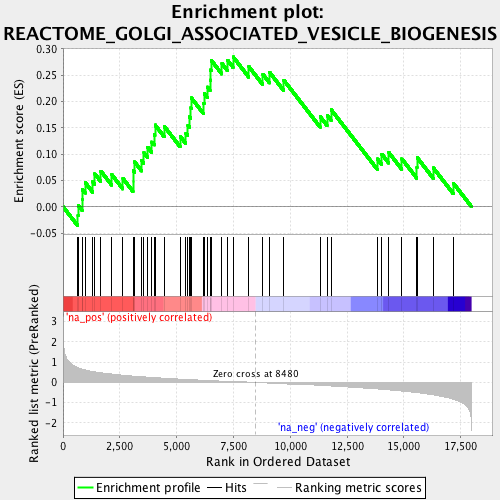 Enrichment plot:
REACTOME_GOLGI_ASSOCIATED_VESICLE_BIOGENESIS
Enrichment score (ES)
0.30
0.25
0.20
0.15
0.10
0.05
0.00
-0.05
'na_pos' (positively correlated)
Ranked list metric (PreRanked)
3
2
1
0
-1
-2
Zero cross at 8480
'na_neg' (negatively correlated)
0 2,500 5,000 7,500 10,000 12,500 15,000 17,500
Rank in Ordered Dataset
Enrichment profile Hits Ranking metric scores